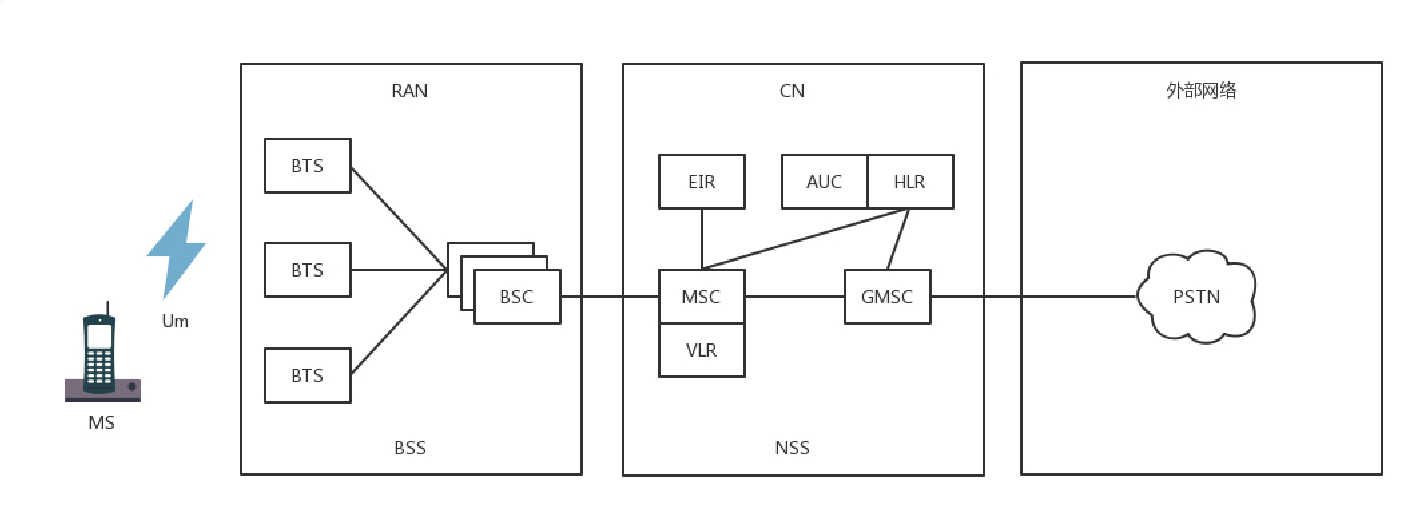 RAN
CN
外部网络
BTS
BTS
BTS
BSC
EIR
AUC
HLR
MSC
VLR
GMSC
PSTN
Um
MS
BSS
NSS